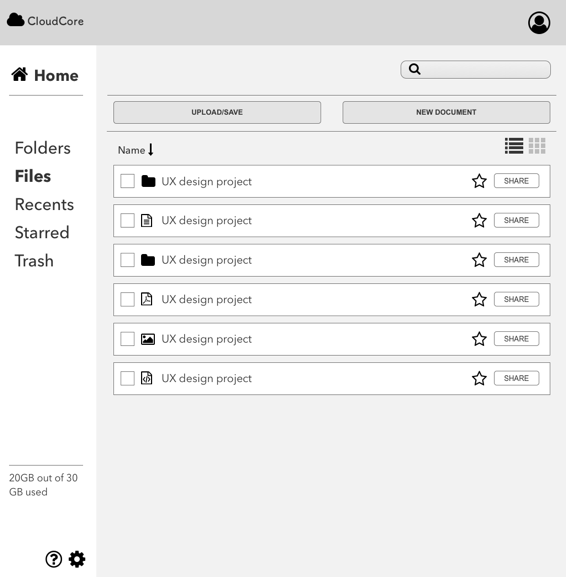 CloudCore
Home
UPLOAD/SAVE
NEW DOCUMENT
Name
Folders
Files
Recents
Starred
Trash
UX design project SHARE
UX design project SHARE
UX design project SHARE
UX design project SHARE
UX design project SHARE
UX design project SHARE
20GB out of 30
GB used